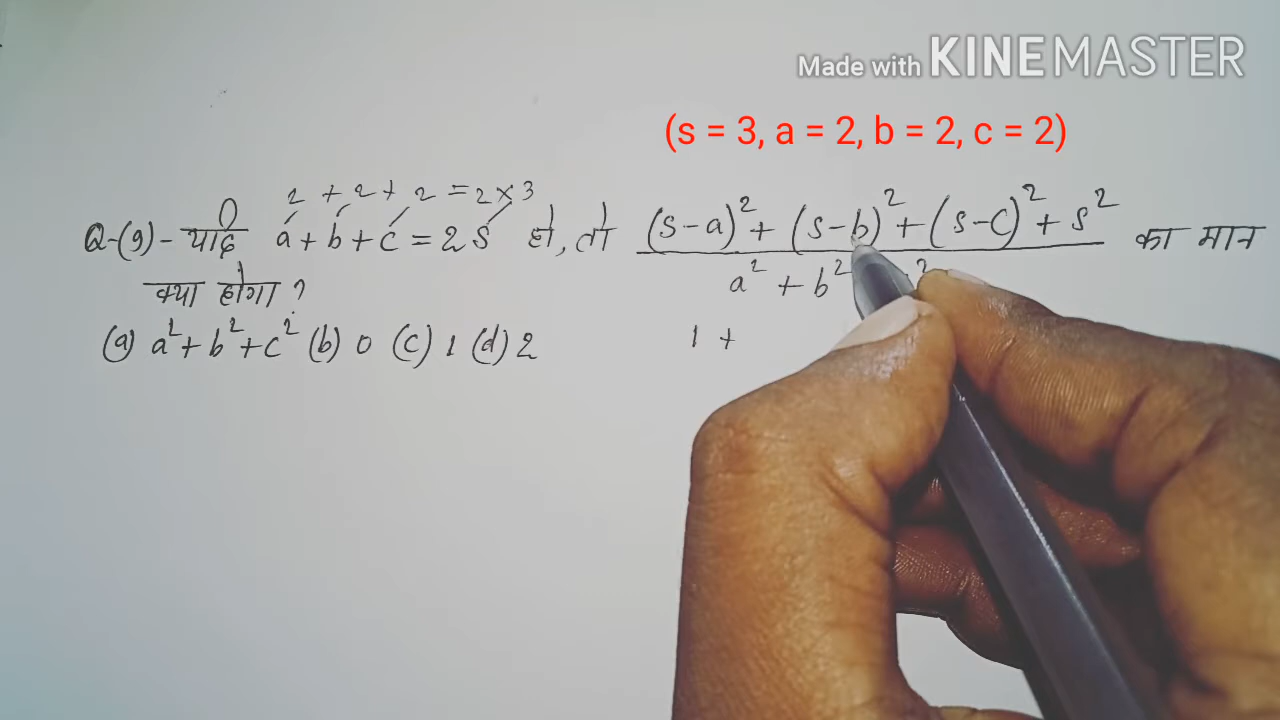 Made with KINEMASTER
(s = 3, a = 2, b = 2, c = 2)
2 + 2 + 2 = 2 × 3
Q-(9)- यदि a + b + c = 2s हो, तो (s-a)² + (s-b)² + (s-c)² + s² का मान
a² + b² ²
क्या होगा ?
(a) a² + b² + c² (b) 0 (c) 1 (d) 2
1 +